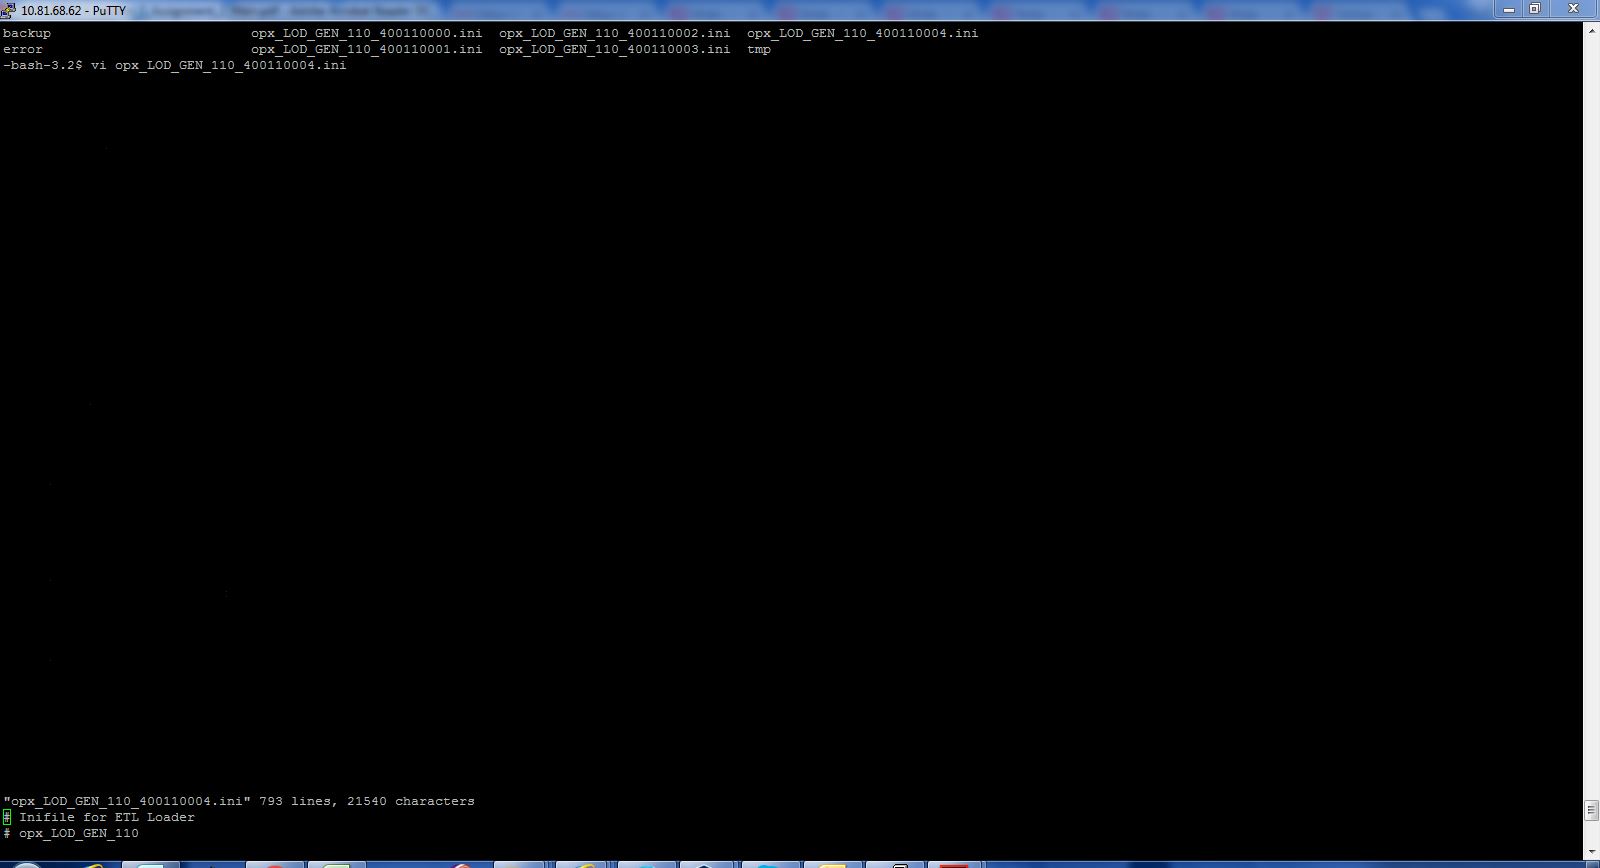 10.81.68.62 - PuTTY
backup opx_LOD_GEN_110_400110000.ini opx_LOD_GEN_110_400110002.ini opx_LOD_GEN_110_400110004.ini
error opx_LOD_GEN_110_400110001.ini opx_LOD_GEN_110_400110003.ini tmp
-bash-3.2$ vi opx_LOD_GEN_110_400110004.ini
"opx_LOD_GEN_110_400110004.ini" 793 lines, 21540 characters
# Inifile for ETL Loader
# opx_LOD_GEN_110